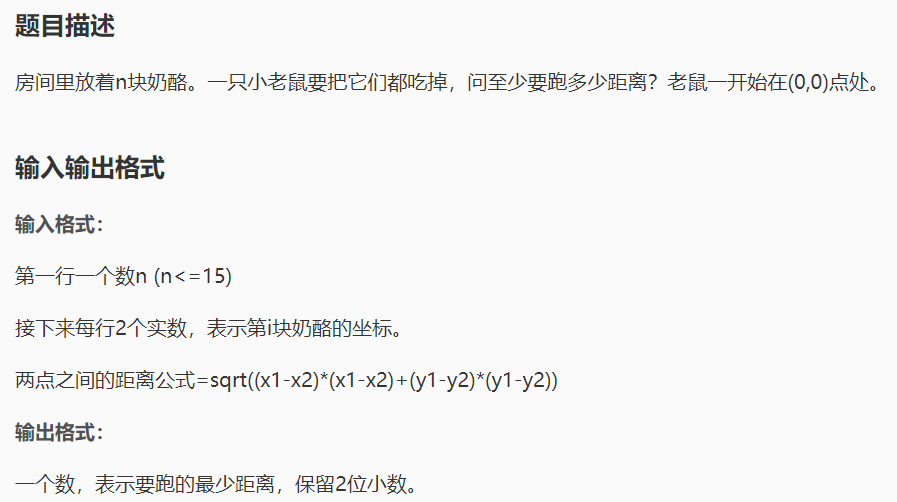 题目描述
房间里放着n块奶酪。一只小老鼠要把它们都吃掉，问至少要跑多少距离？老鼠一开始在(0,0)点处。
输入输出格式
输入格式：
第一行一个数n (n<=15)
接下来每行2个实数，表示第i块奶酪的坐标。
两点之间的距离公式=sqrt((x1-x2)*(x1-x2)+(y1-y2)*(y1-y2))
输出格式：
一个数，表示要跑的最少距离，保留2位小数。